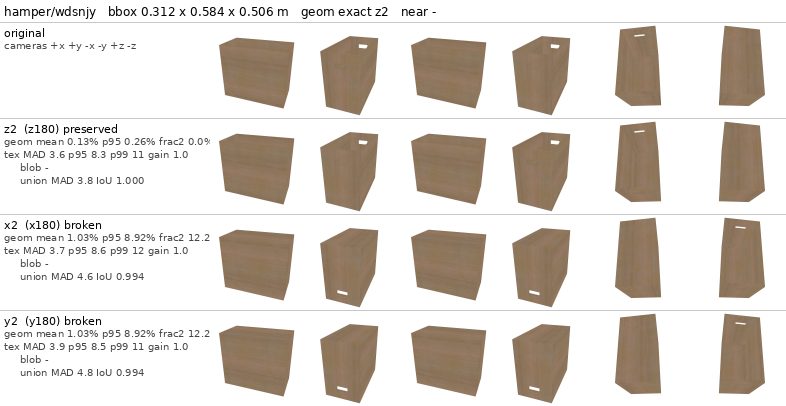 hamper/wdsnjy bbox 0.312 x 0.584 x 0.506 m geom exact z2 near -
original
cameras +x +y -x -y +z -z
z2 (z180) preserved
geom mean 0.13% p95 0.26% frac2 0.0%
tex MAD 3.6 p95 8.3 p99 11 gain 1.0
blob -
union MAD 3.8 IoU 1.000
x2 (x180) broken
geom mean 1.03% p95 8.92% frac2 12.2
tex MAD 3.7 p95 8.6 p99 12 gain 1.0
blob -
union MAD 4.6 IoU 0.994
y2 (y180) broken
geom mean 1.03% p95 8.92% frac2 12.2
tex MAD 3.9 p95 8.5 p99 11 gain 1.0
blob -
union MAD 4.8 IoU 0.994